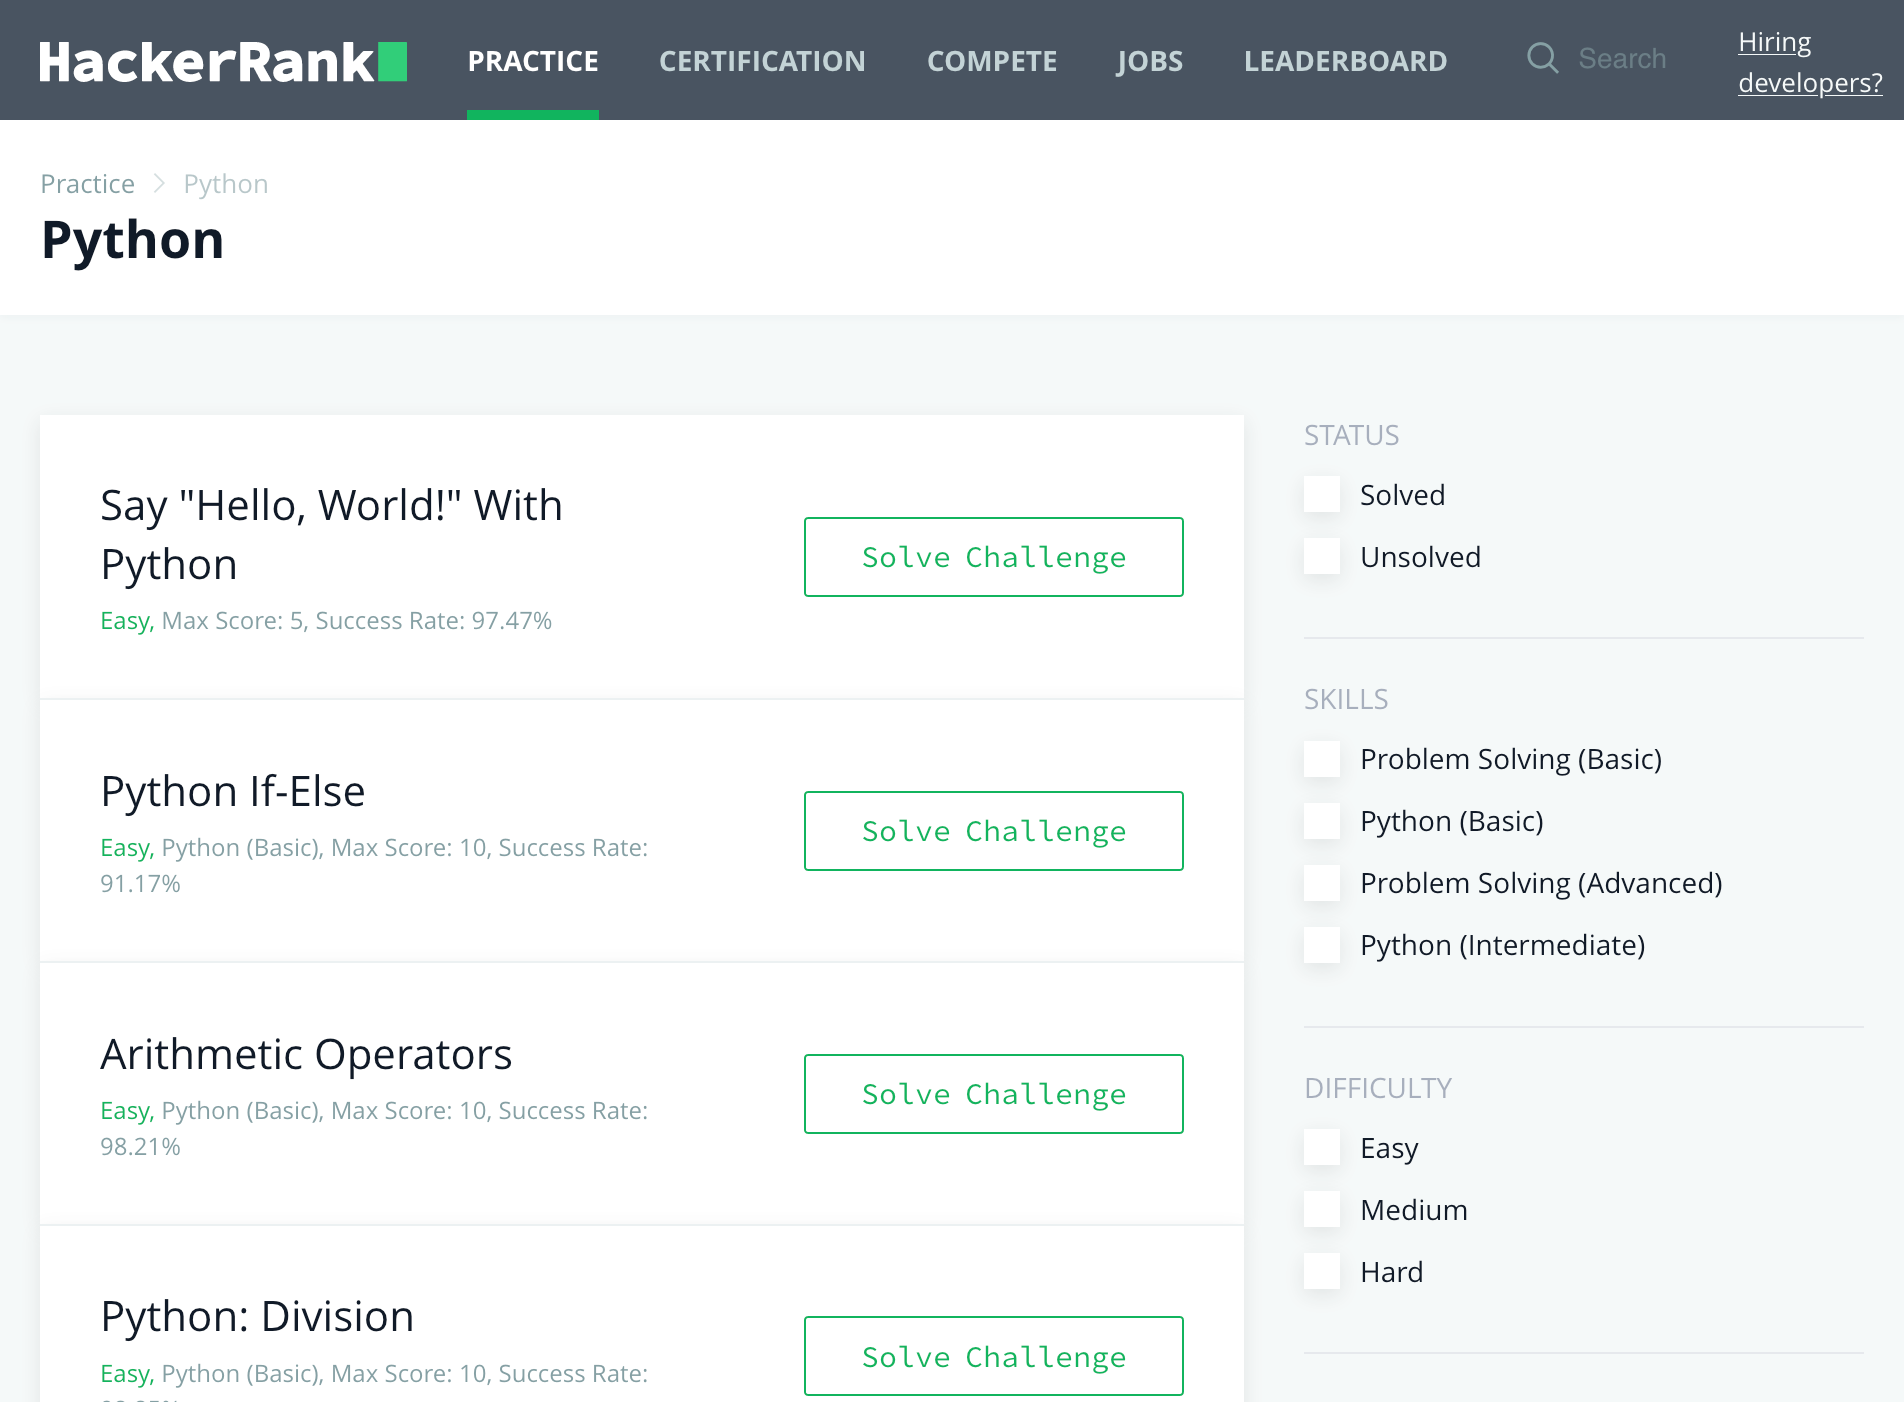 HackerRank
PRACTICE
CERTIFICATION
COMPETE
JOBS
LEADERBOARD
Search
Hiring
developers?
Practice
Python
Python
Say "Hello, World!" With
Python
Easy, Max Score: 5, Success Rate: 97.47%
Solve Challenge
Python If-Else
Easy, Python (Basic), Max Score: 10, Success Rate:
91.17%
Solve Challenge
Arithmetic Operators
Easy, Python (Basic), Max Score: 10, Success Rate:
98.21%
Solve Challenge
Python: Division
Easy, Python (Basic), Max Score: 10, Success Rate:
Solve Challenge
STATUS
Solved
Unsolved
SKILLS
Problem Solving (Basic)
Python (Basic)
Problem Solving (Advanced)
Python (Intermediate)
DIFFICULTY
Easy
Medium
Hard